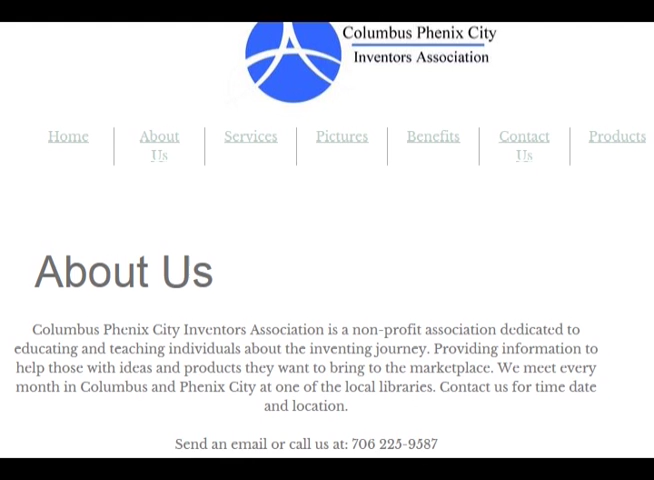 Columbus Phenix City
Inventors Association
Home
About
Us
Services
Pictures
Benefits
Contact
Us
Products
About Us
Columbus Phenix City Inventors Association is a non-profit association dedicated to
educating and teaching individuals about the inventing journey. Providing information to
help those with ideas and products they want to bring to the marketplace. We meet every
month in Columbus and Phenix City at one of the local libraries. Contact us for time date
and location.
Send an email or call us at: 706 225-9587